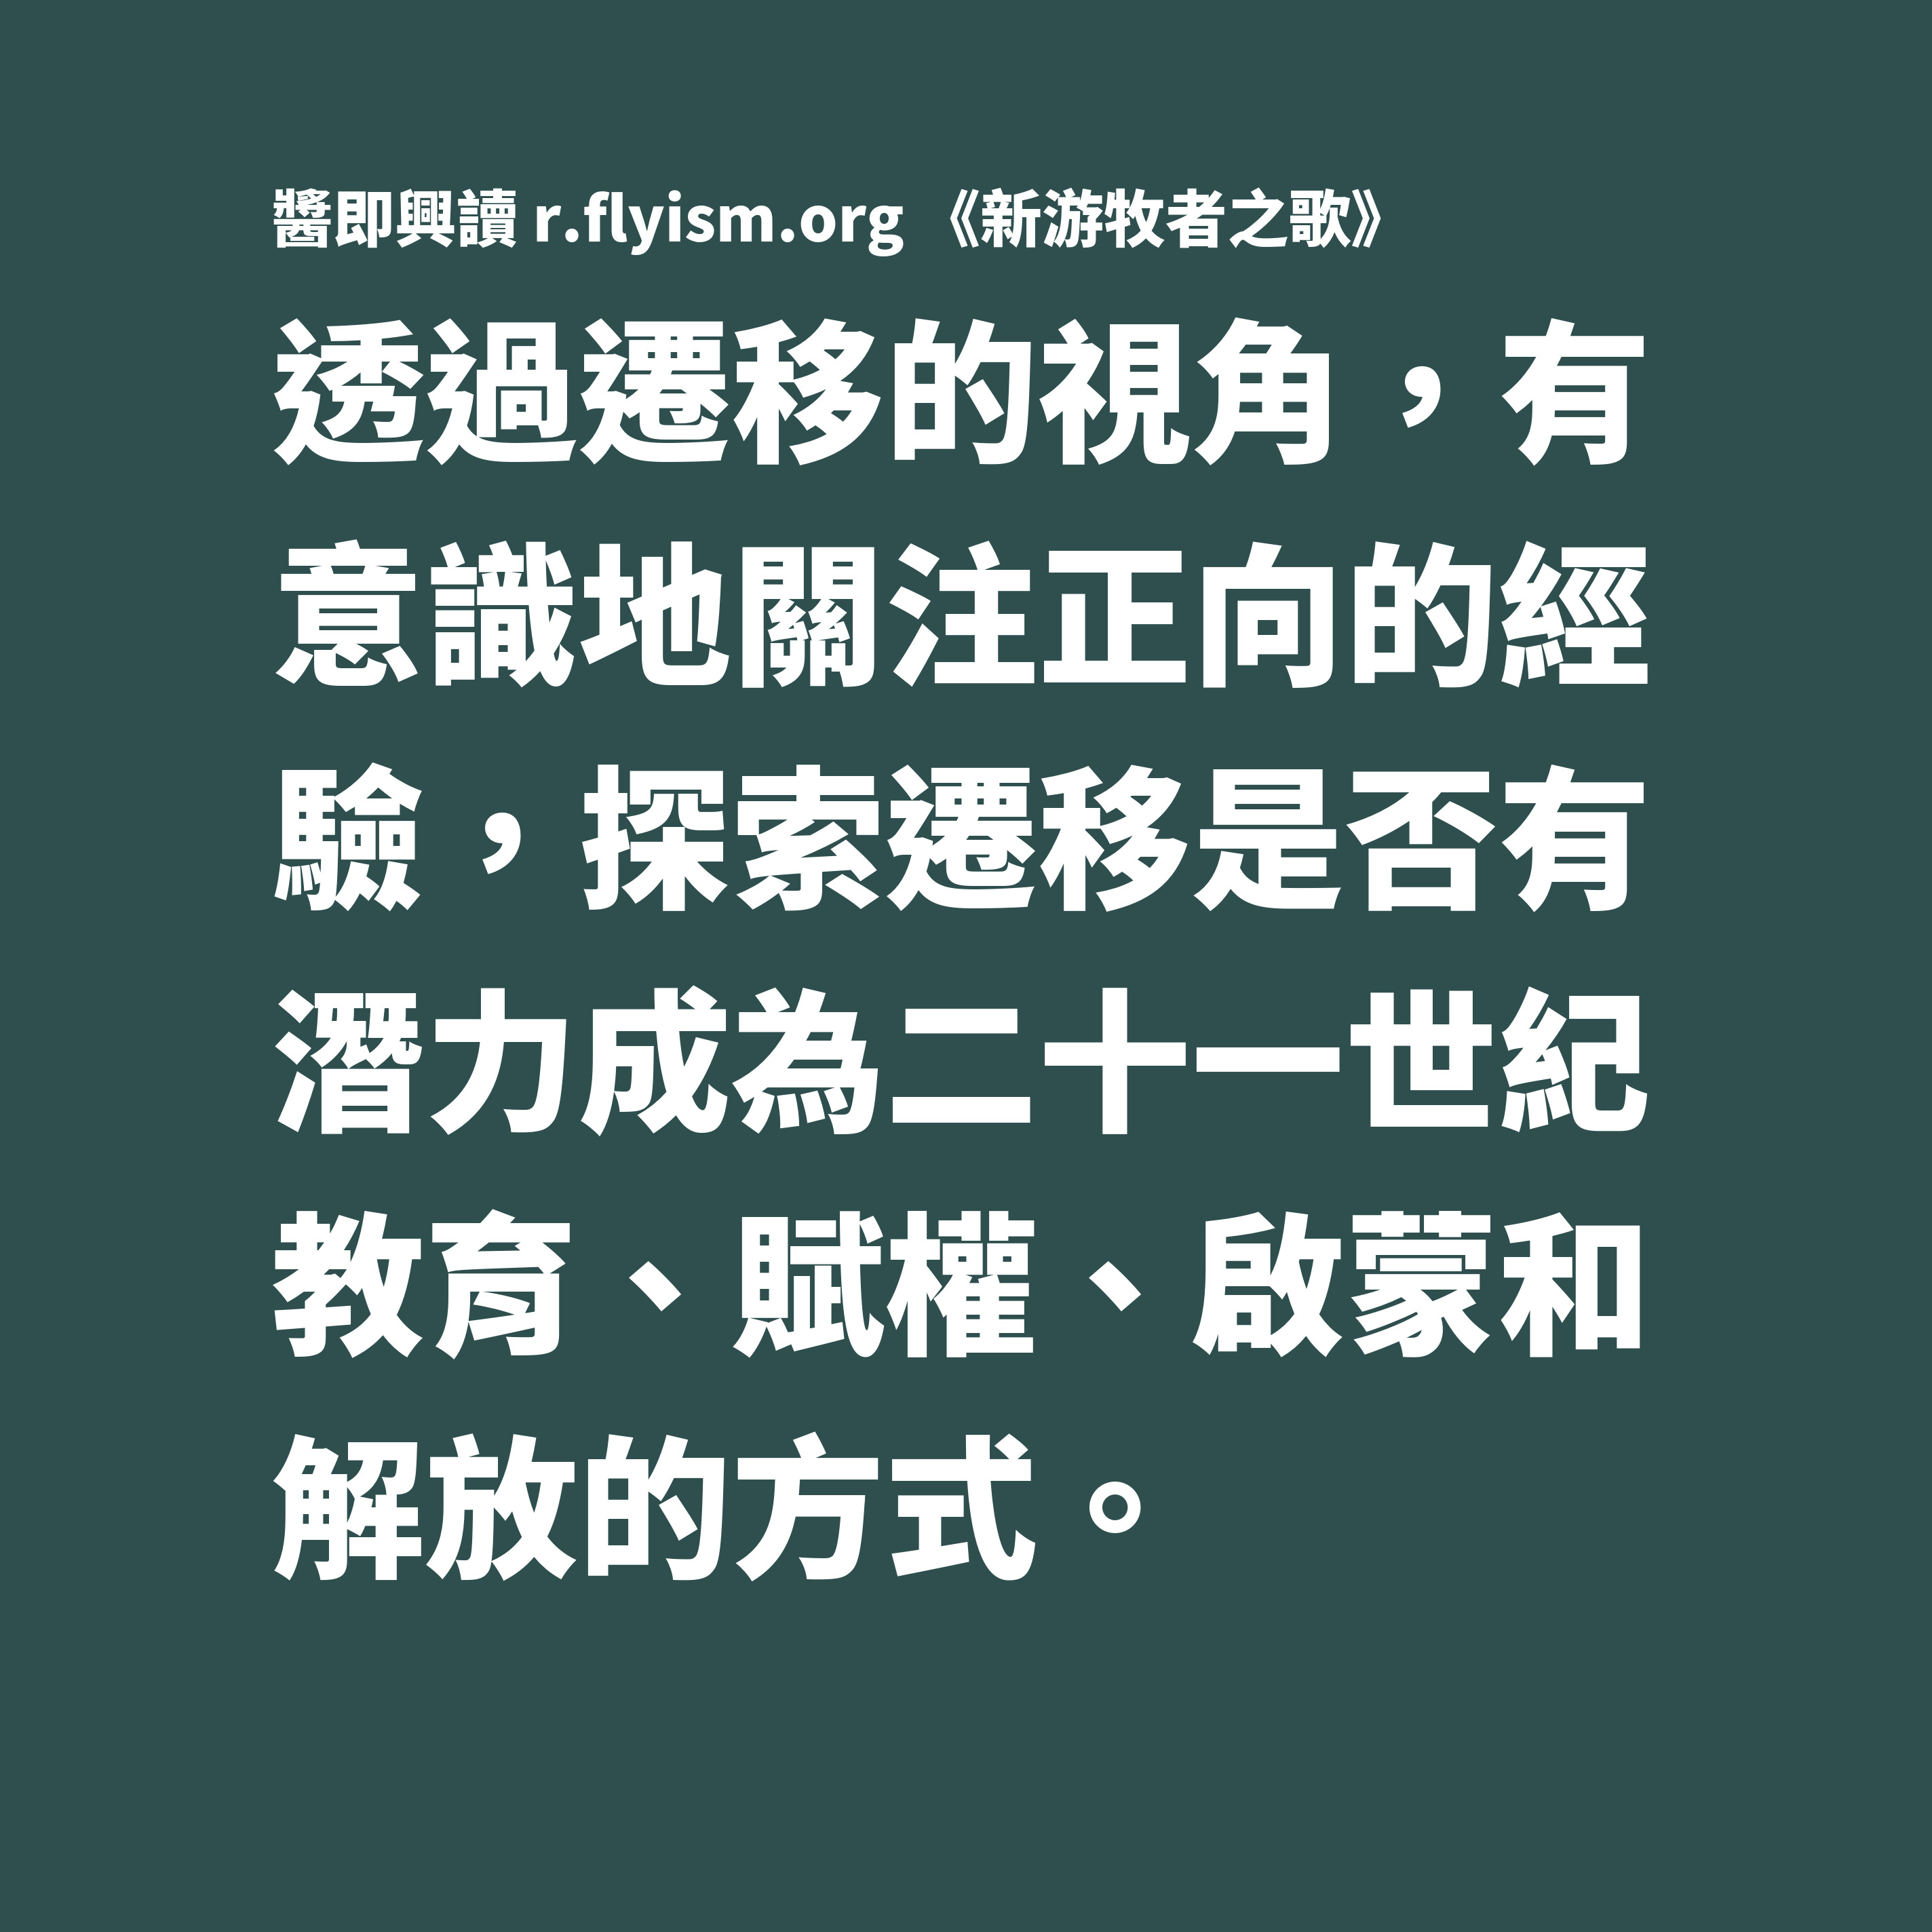 醫即興讀 r.flyism.org 《新游牧者之歌》
透過遷移的視角，有
意識地關注正向的經
驗，探索遷移是否有
潛力成為二十一世紀
教育、賦權、啟蒙和
解放的方式。